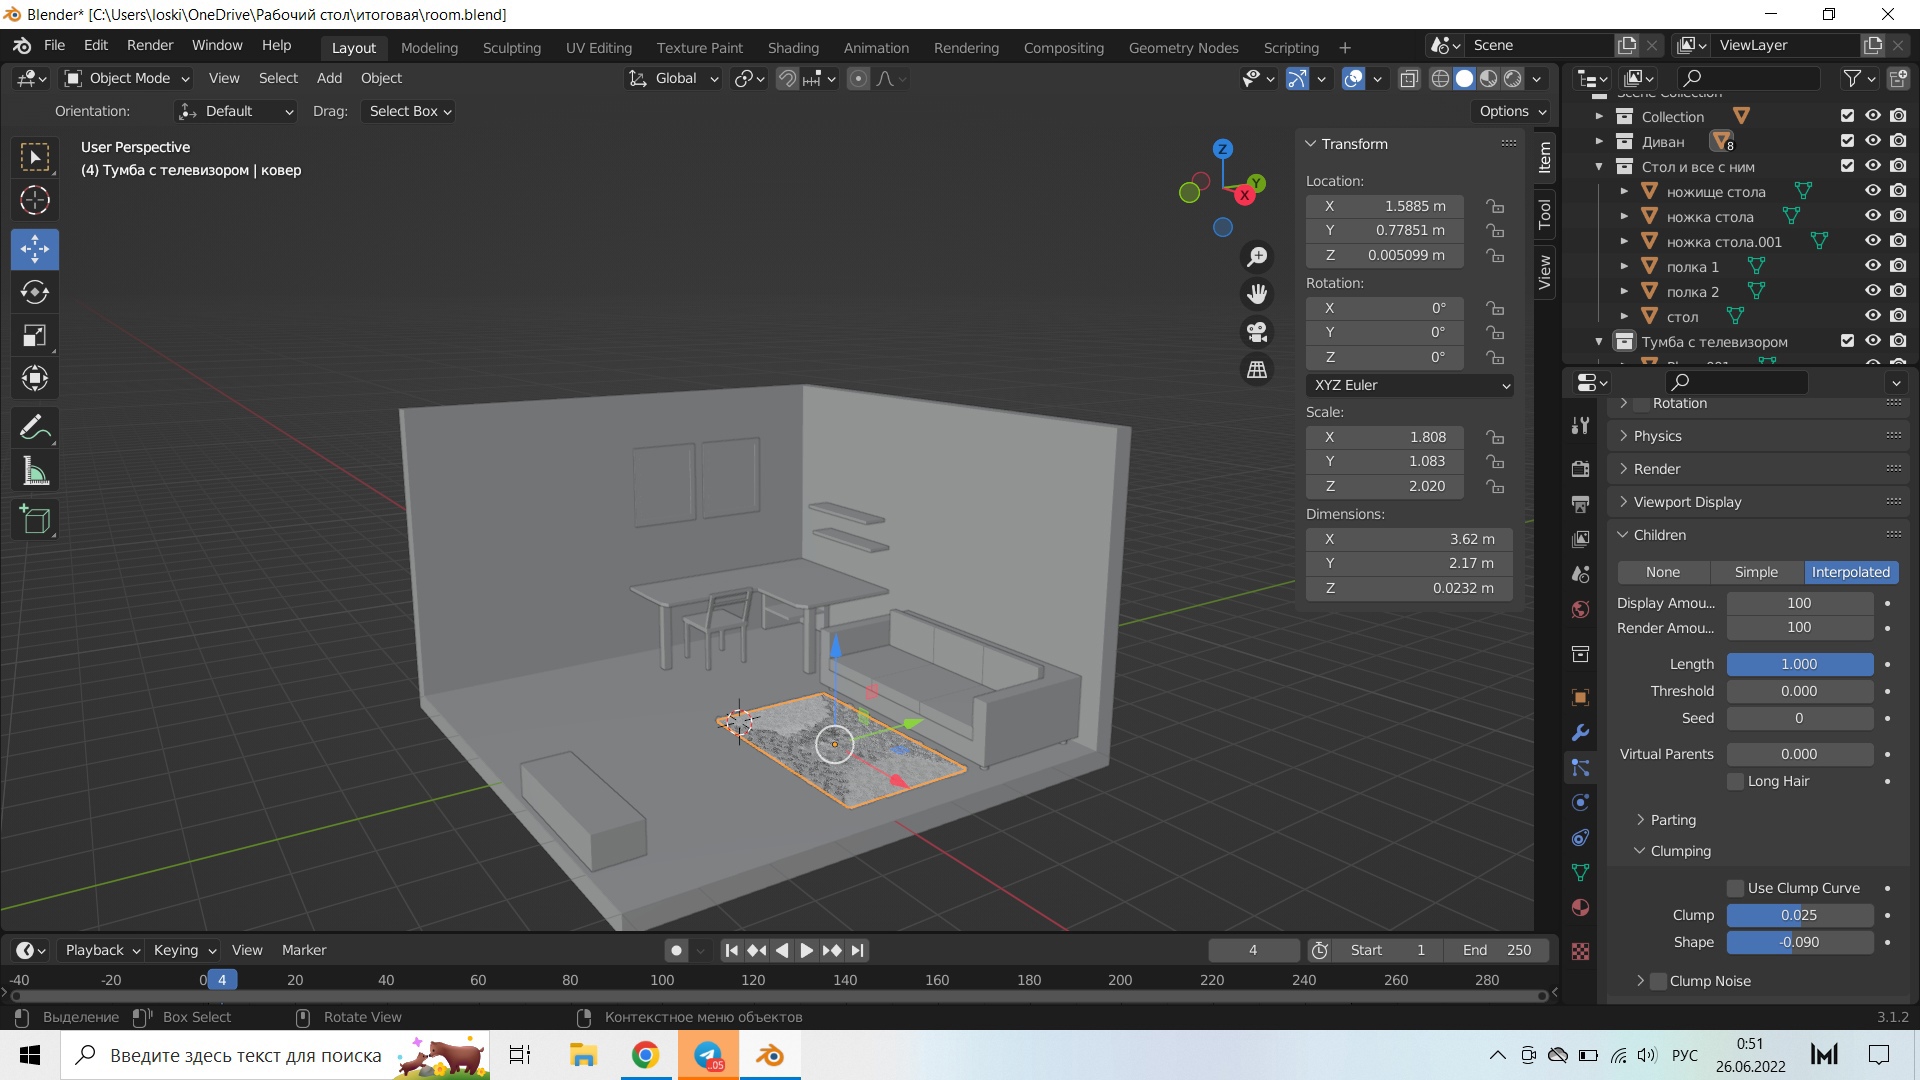 Blender* [C:\Users\loski\OneDrive\Рабочий стол\итоговая\room.blend]
File Edit Render Window Help
Layout Modeling Sculpting UV Editing Texture Paint Shading Animation Rendering Compositing Geometry Nodes Scripting +
Scene
ViewLayer
Object Mode View Select Add Object
Global
Orientation: Default Drag: Select Box
Options
User Perspective
(4) Тумба с телевизором | ковер
Z
Y
X
Transform
Location:
X 1.5885 m
Y 0.77851 m
Z 0.005099 m
Rotation:
X 0°
Y 0°
Z 0°
XYZ Euler
Scale:
X 1.808
Y 1.083
Z 2.020
Dimensions:
X 3.62 m
Y 2.17 m
Z 0.0232 m
Item
Tool
View
Scene Collection
Collection
Диван 8
Стол и все с ним
ножище стола
ножка стола
ножка стола.001
полка 1
полка 2
стол
Тумба с телевизором
Rotation
Physics
Render
Viewport Display
Children
None Simple Interpolated
Display Amou... 100
Render Amou... 100
Length 1.000
Threshold 0.000
Seed 0
Virtual Parents 0.000
Long Hair
Parting
Clumping
Use Clump Curve
Clump 0.025
Shape -0.090
Clump Noise
Playback Keying View Marker
4 Start 1 End 250
-40 -20 0 4 20 40 60 80 100 120 140 160 180 200 220 240 260 280
Выделение Box Select Rotate View Контекстное меню объектов
3.1.2
Введите здесь текст для поиска
..05
РУС
0:51
26.06.2022